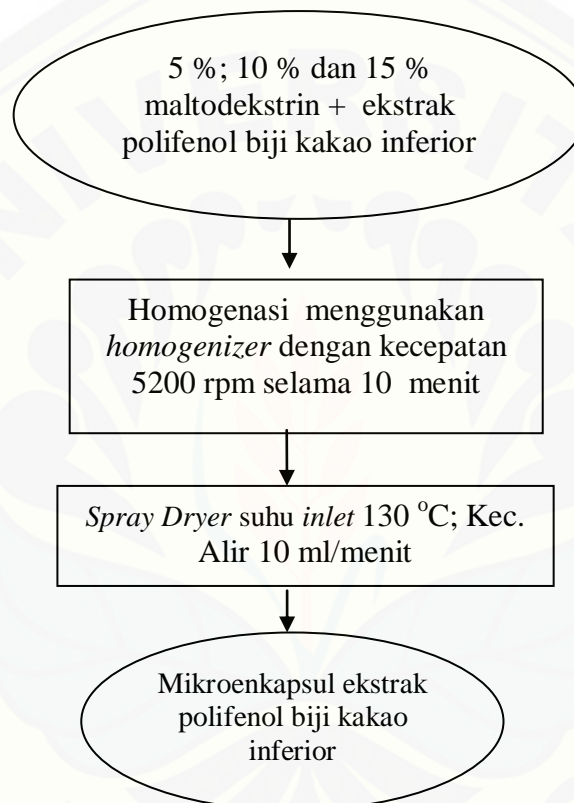 5 %; 10 % dan 15 %
maltodekstrin + ekstrak
polifenol biji kakao inferior
Homogenasi menggunakan
homogenizer dengan kecepatan
5200 rpm selama 10 menit
Spray Dryer suhu inlet 130 °C; Kec.
Alir 10 ml/menit
Mikroenkapsul ekstrak
polifenol biji kakao
inferior